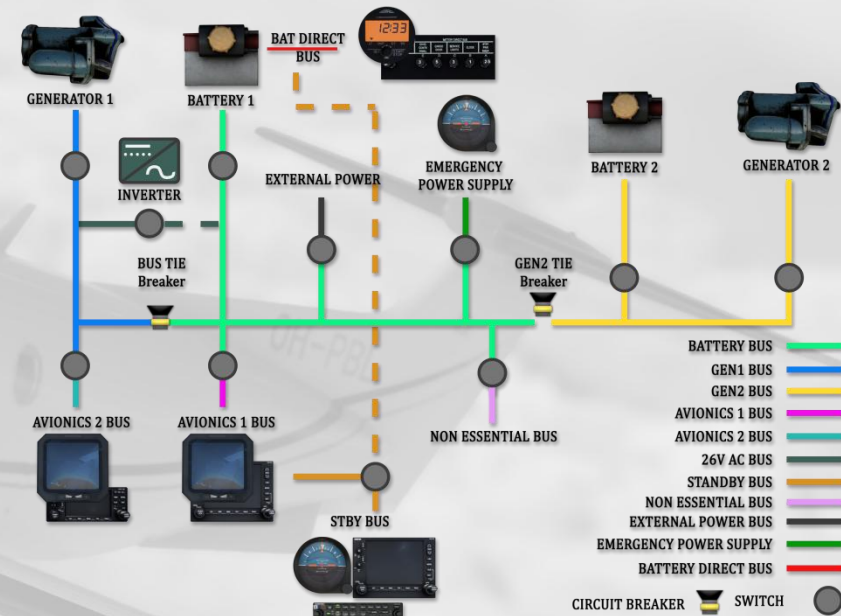 BAT DIRECT
BUS
12:33
GENERATOR 1
BATTERY 1
EXTERNAL POWER
EMERGENCY
POWER SUPPLY
BATTERY 2
GENERATOR 2
INVERTER
BUS TIE
Breaker
GEN2 TIE
Breaker
OH-PBL
BATTERY BUS
GEN1 BUS
GEN2 BUS
AVIONICS 1 BUS
AVIONICS 2 BUS
26V AC BUS
STANDBY BUS
NON ESSENTIAL BUS
EXTERNAL POWER BUS
EMERGENCY POWER SUPPLY
BATTERY DIRECT BUS
CIRCUIT BREAKER
SWITCH
AVIONICS 2 BUS
AVIONICS 1 BUS
NON ESSENTIAL BUS
STBY BUS